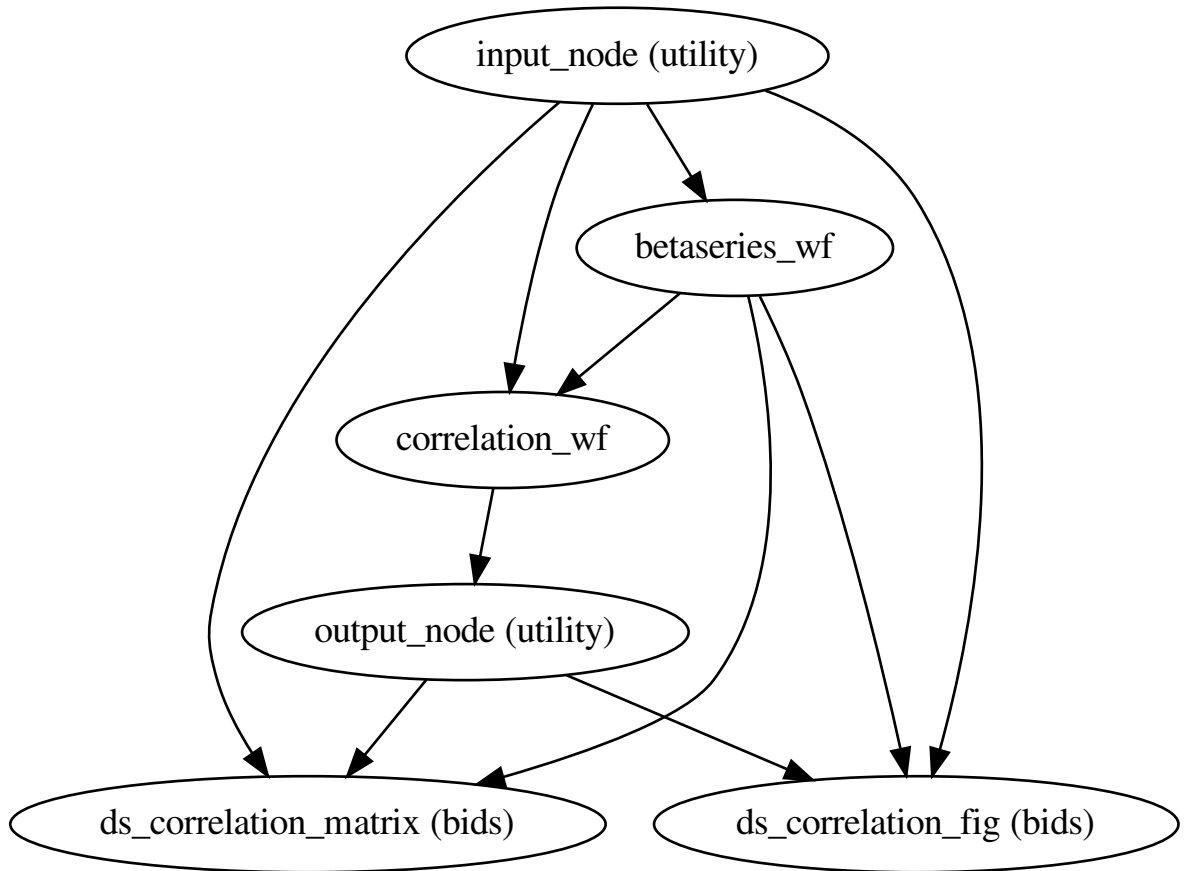 input_node (utility)
betaseries_wf
correlation_wf
output_node (utility)
ds_correlation_matrix (bids)
ds_correlation_fig (bids)